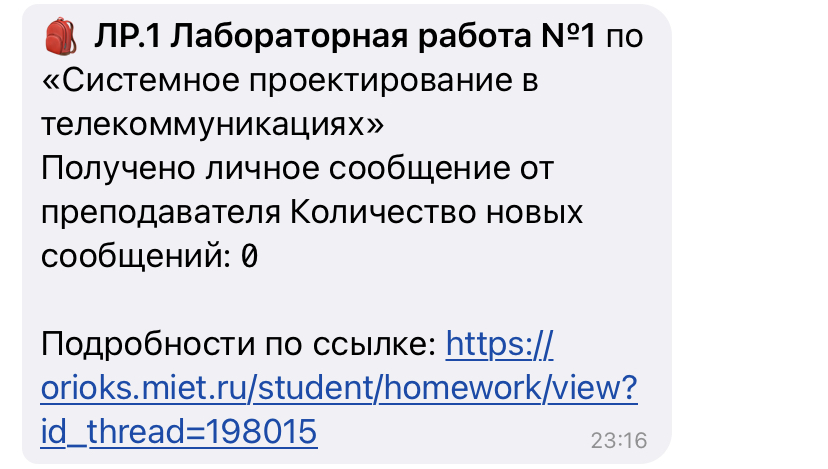 ЛР.1 Лабораторная работа №1 по
«Системное проектирование в
телекоммуникациях»
Получено личное сообщение от
преподавателя Количество новых
сообщений: 0
Подробности по ссылке: https://
orioks.miet.ru/student/homework/view?
id_thread=198015
23:16